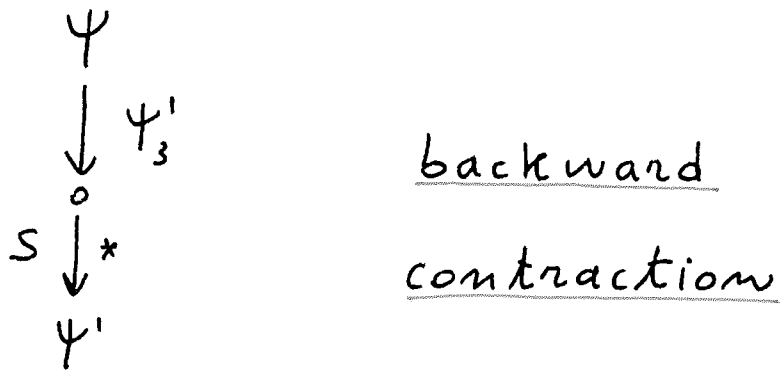 Ψ
Ψ'₃
backward
S *
contraction
Ψ'